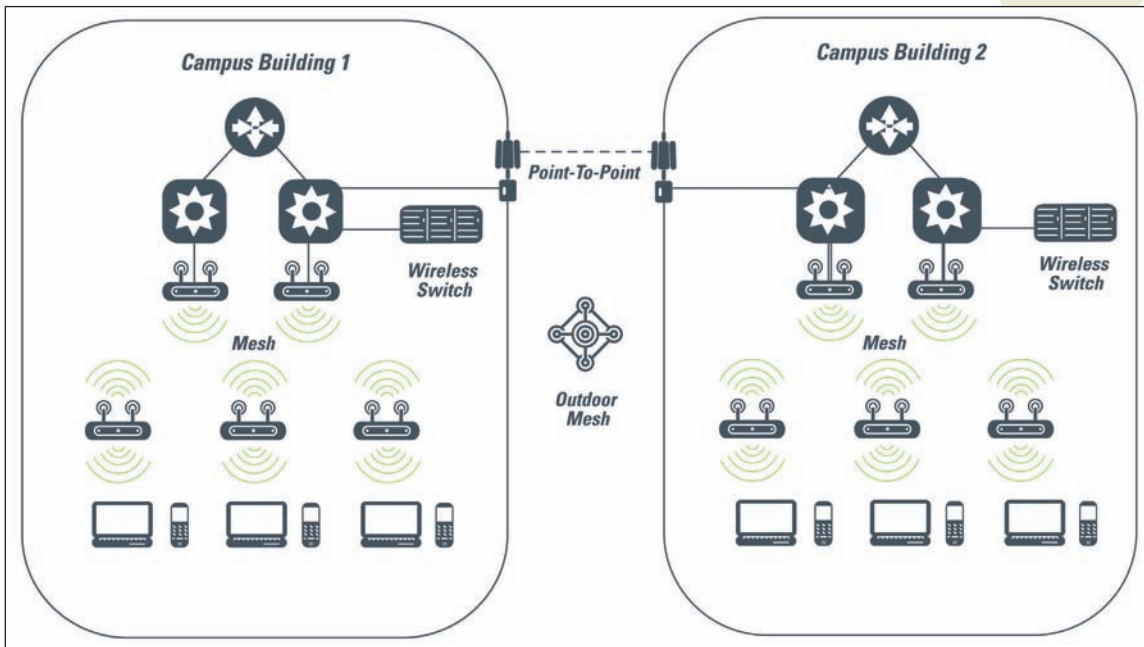 Campus Building 1
Campus Building 2
Point-To-Point
Wireless
Switch
Wireless
Switch
Mesh
Mesh
Outdoor
Mesh